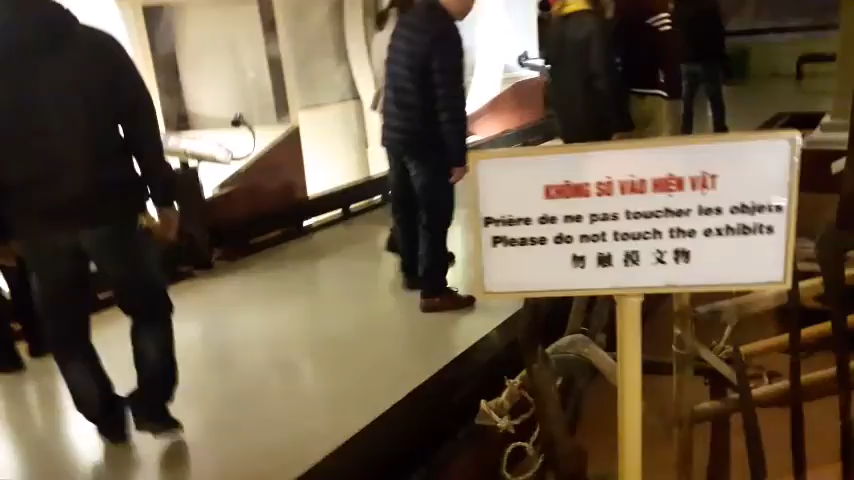 KHÔNG SỜ VÀO HIỆN VẬT
Prière de ne pas toucher les objets
Please do not touch the exhibits
勿触摸文物